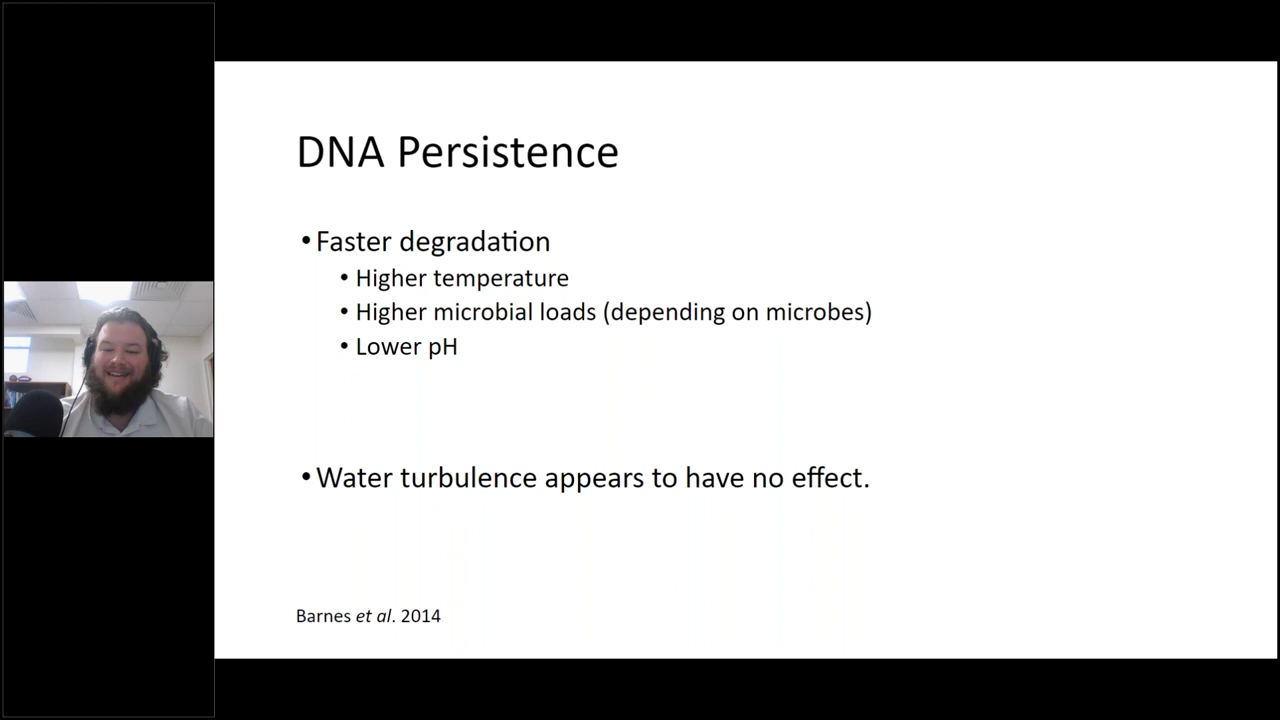 DNA Persistence
• Faster degradation
• Higher temperature
• Higher microbial loads (depending on microbes)
• Lower pH
• Water turbulence appears to have no effect.
Barnes et al. 2014